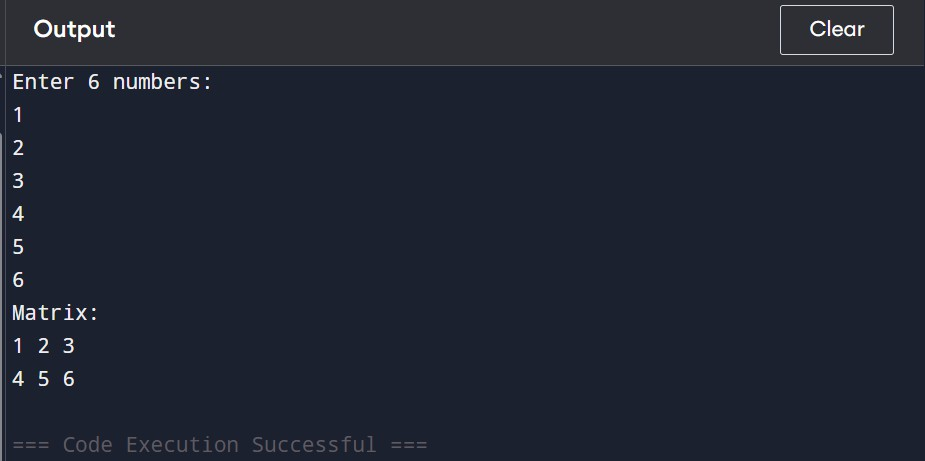 Output
Clear
Enter 6 numbers:
1
2
3
4
5
6
Matrix:
1 2 3
4 5 6
=== Code Execution Successful ===